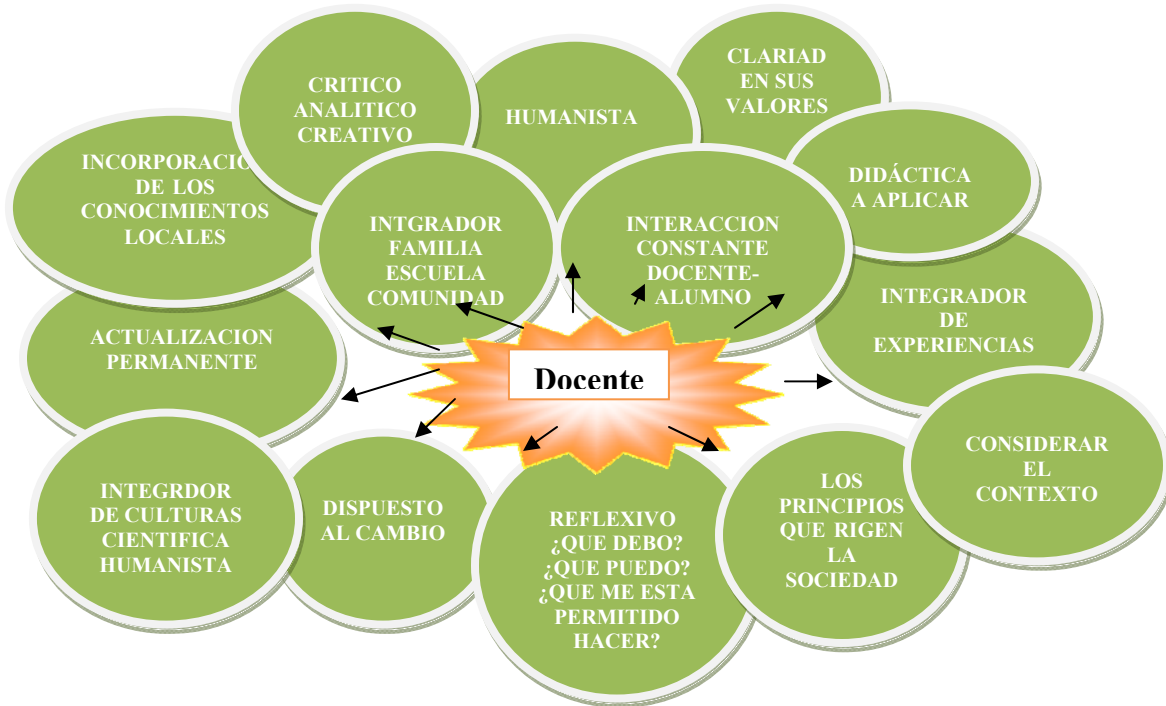 CRITICO
ANALITICO
CREATIVO
HUMANISTA
CLARIAD
EN SUS
VALORES
INCORPORACIO
DE LOS
CONOCIMIENTOS
LOCALES
INTGRADOR
FAMILIA
ESCUELA
COMUNIDAD
INTERACCION
CONSTANTE
DOCENTE-
ALUMNO
DIDÁCTICA
A APLICAR
ACTUALIZACION
PERMANENTE
Docente
INTEGRADOR
DE
EXPERIENCIAS
INTEGRDOR
DE CULTURAS
CIENTIFICA
HUMANISTA
DISPUESTO
AL CAMBIO
REFLEXIVO
¿QUE DEBO?
¿QUE PUEDO?
¿QUE ME ESTA
PERMITIDO
HACER?
LOS
PRINCIPIOS
QUE RIGEN
LA
SOCIEDAD
CONSIDERAR
EL
CONTEXTO